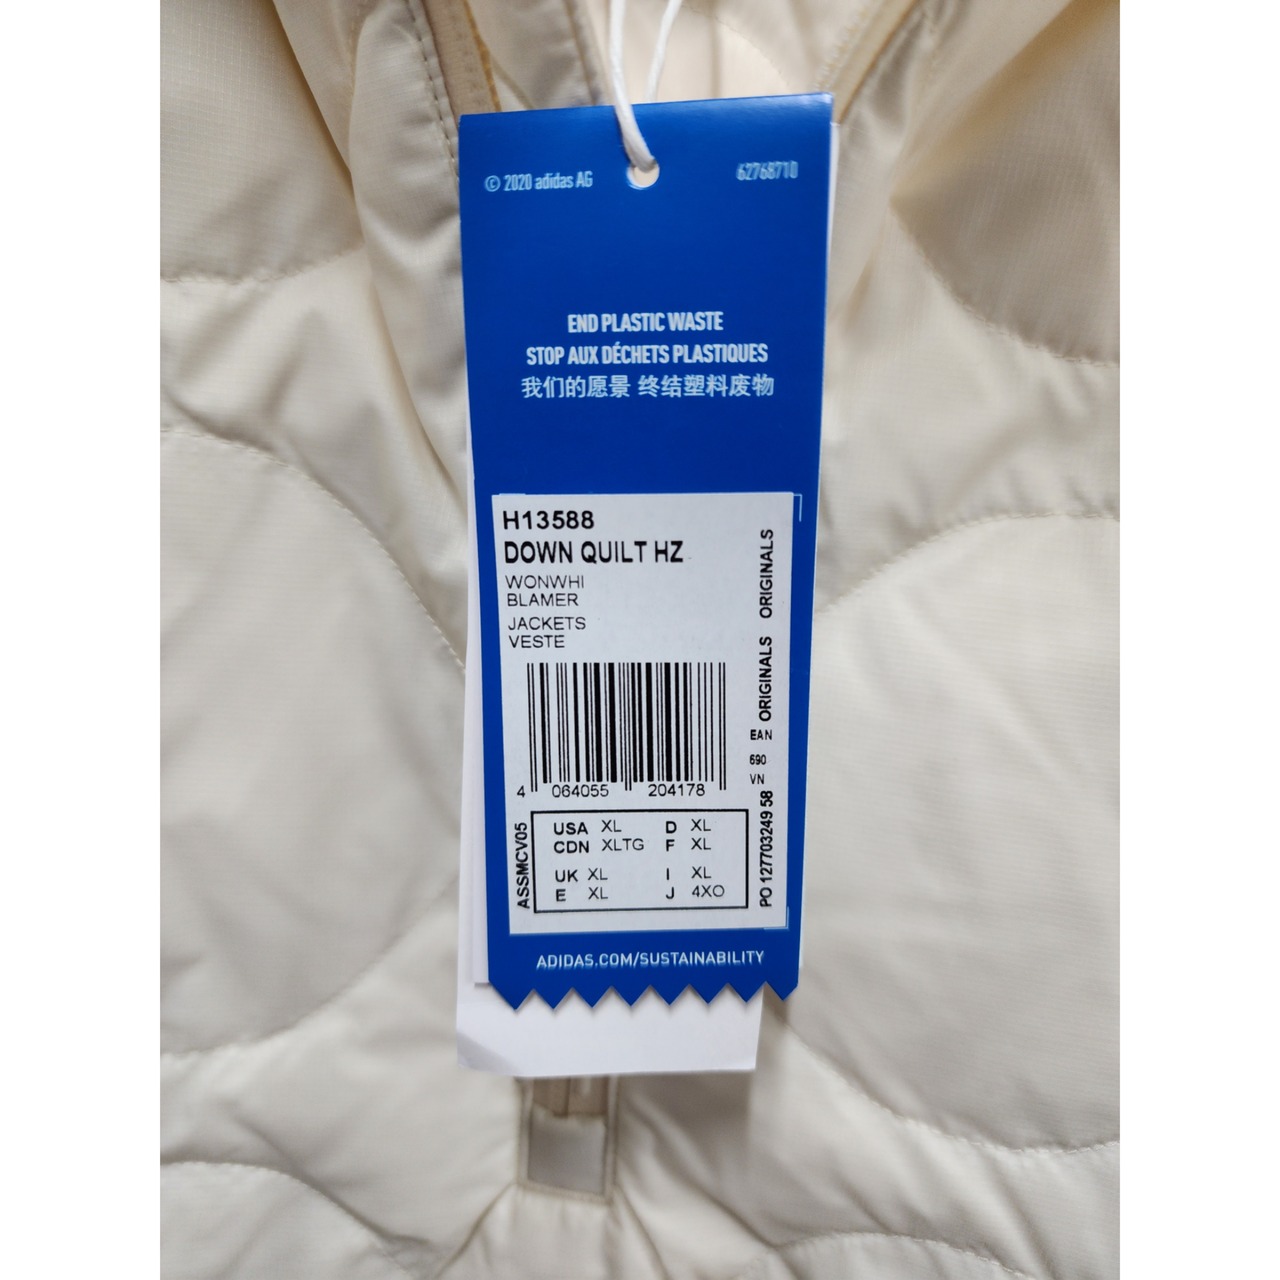 © 2020 adidas AG
62768710
END PLASTIC WASTE
STOP AUX DÉCHETS PLASTIQUES
我们的愿景 终结塑料废物
H13588
DOWN QUILT HZ
WONWHI
BLAMER
JACKETS
VESTE
ORIGINALS ORIGINALS
EAN
690
VN
4 064055 204178
ASSMCV05
USA XL D XL
CDN XLTG F XL
UK XL I XL
E XL J 4XO
PO 127703249 58
ADIDAS.COM/SUSTAINABILITY